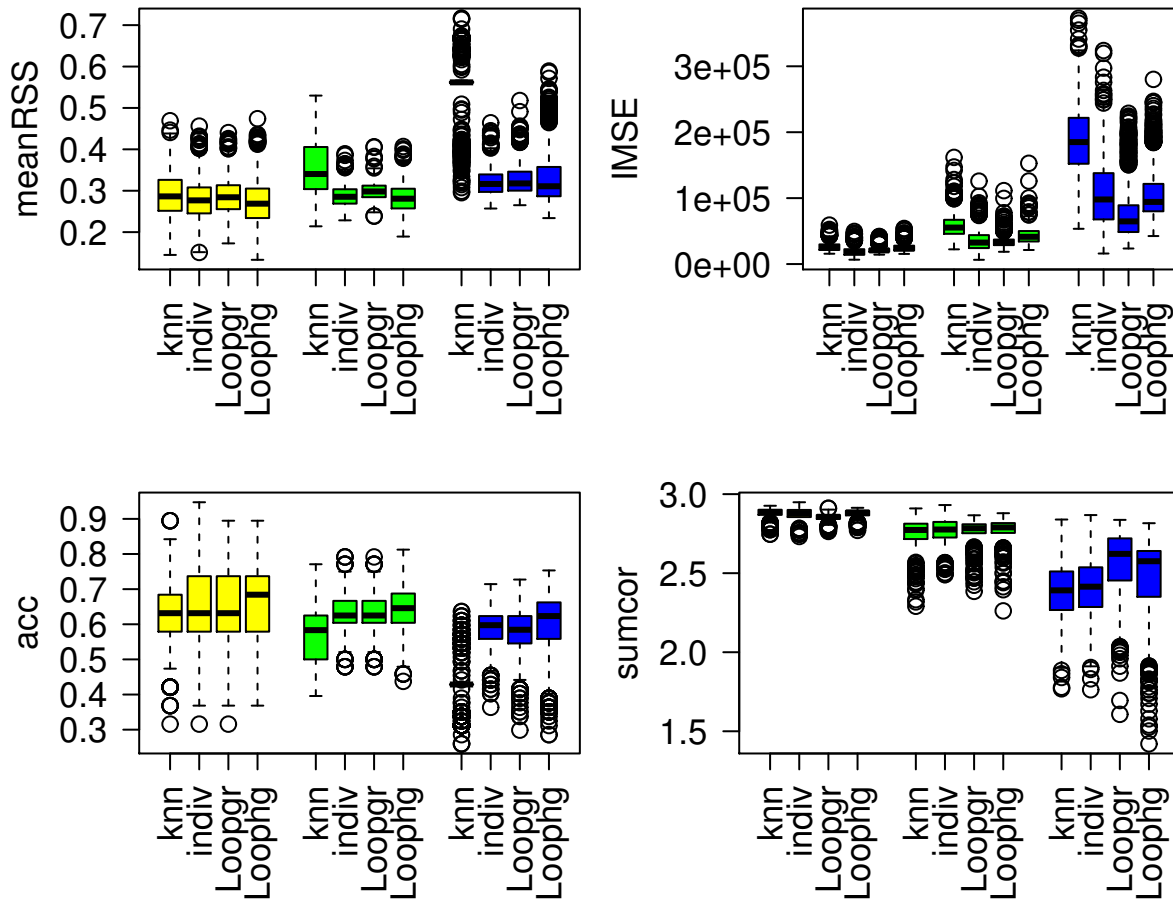 meanRSS
0.7
0.6
0.5
0.4
0.3
0.2
knn
indiv
Loopgr
Loophg
knn
indiv
Loopgr
Loophg
knn
indiv
Loopgr
Loophg
IMSE
3e+05
2e+05
1e+05
0e+00
knn
indiv
Loopgr
Loophg
knn
indiv
Loopgr
Loophg
knn
indiv
Loopgr
Loophg
acc
0.9
0.8
0.7
0.6
0.5
0.4
0.3
knn
indiv
Loopgr
Loophg
knn
indiv
Loopgr
Loophg
knn
indiv
Loopgr
Loophg
sumcor
3.0
2.5
2.0
1.5
knn
indiv
Loopgr
Loophg
knn
indiv
Loopgr
Loophg
knn
indiv
Loopgr
Loophg